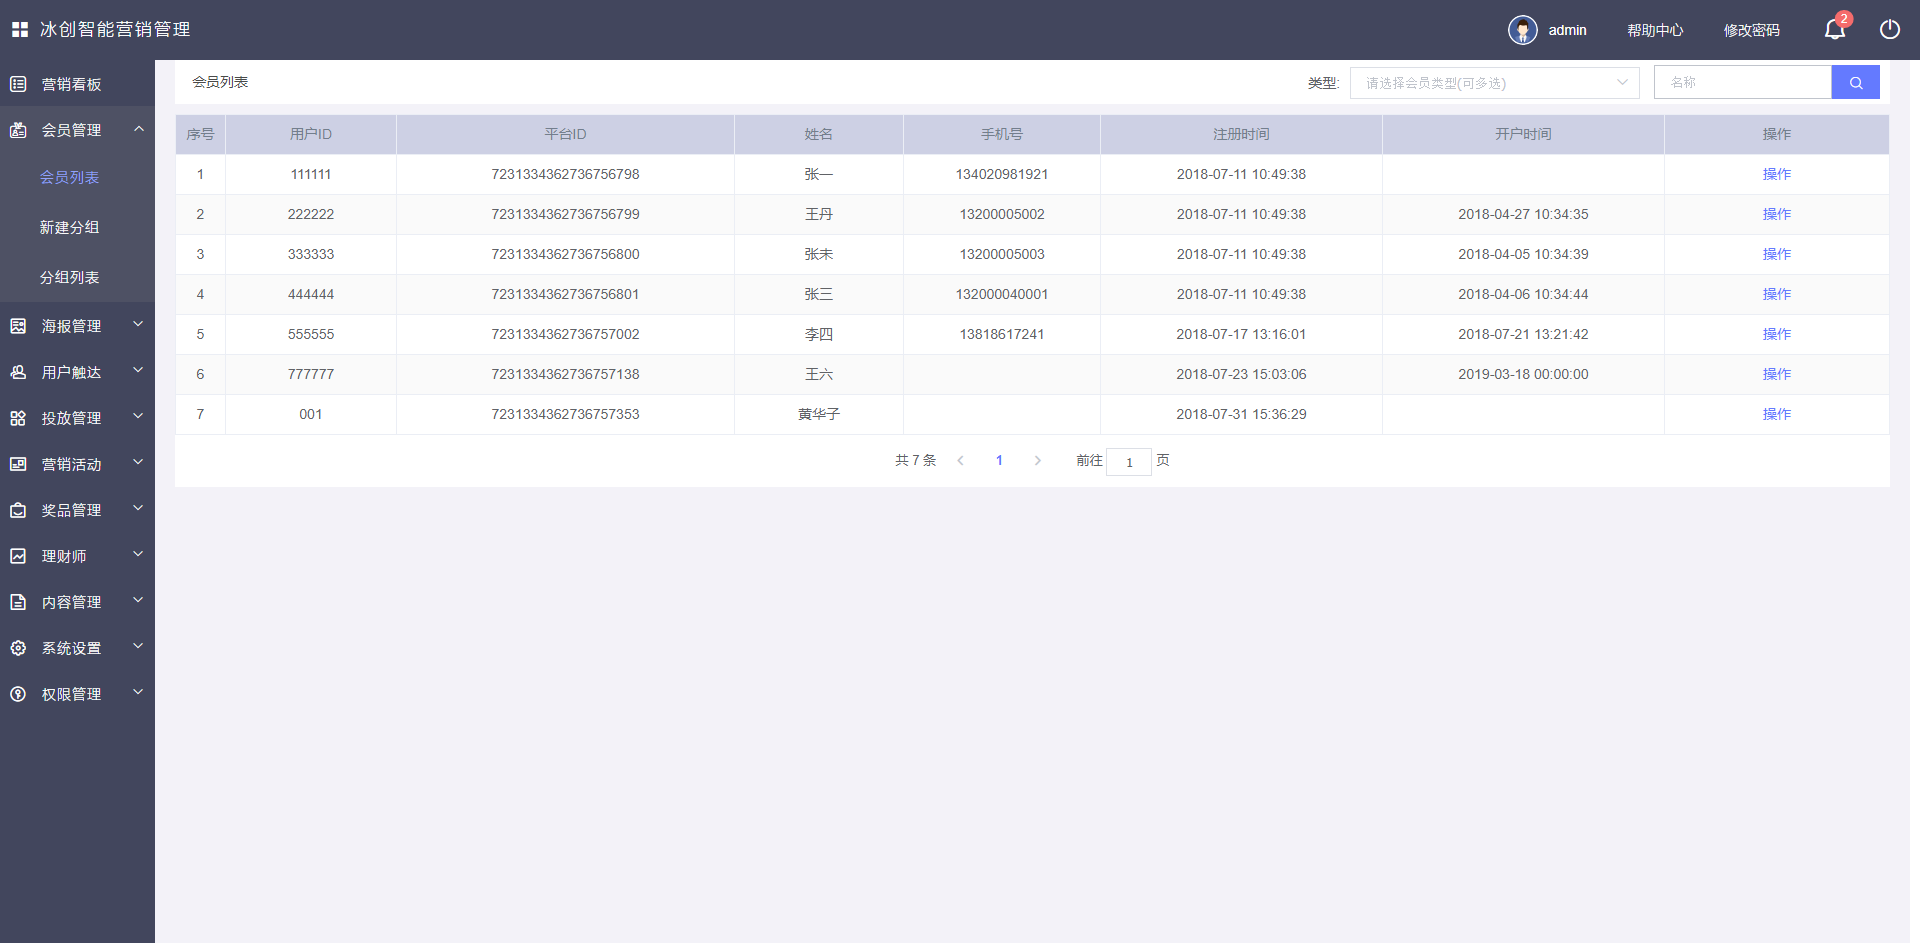 冰创智能营销管理
admin 帮助中心 修改密码 2
营销看板
会员管理
会员列表
新建分组
分组列表
海报管理
用户触达
投放管理
营销活动
奖品管理
理财师
内容管理
系统设置
权限管理
会员列表 类型: 请选择会员类型(可多选) 名称
序号 用户ID 平台ID 姓名 手机号 注册时间 开户时间 操作
1 111111 7231334362736756798 张一 134020981921 2018-07-11 10:49:38 操作
2 222222 7231334362736756799 王丹 13200005002 2018-07-11 10:49:38 2018-04-27 10:34:35 操作
3 333333 7231334362736756800 张未 13200005003 2018-07-11 10:49:38 2018-04-05 10:34:39 操作
4 444444 7231334362736756801 张三 132000040001 2018-07-11 10:49:38 2018-04-06 10:34:44 操作
5 555555 7231334362736757002 李四 13818617241 2018-07-17 13:16:01 2018-07-21 13:21:42 操作
6 777777 7231334362736757138 王六 2018-07-23 15:03:06 2019-03-18 00:00:00 操作
7 001 7231334362736757353 黄华子 2018-07-31 15:36:29 操作
共 7 条 1 前往 1 页